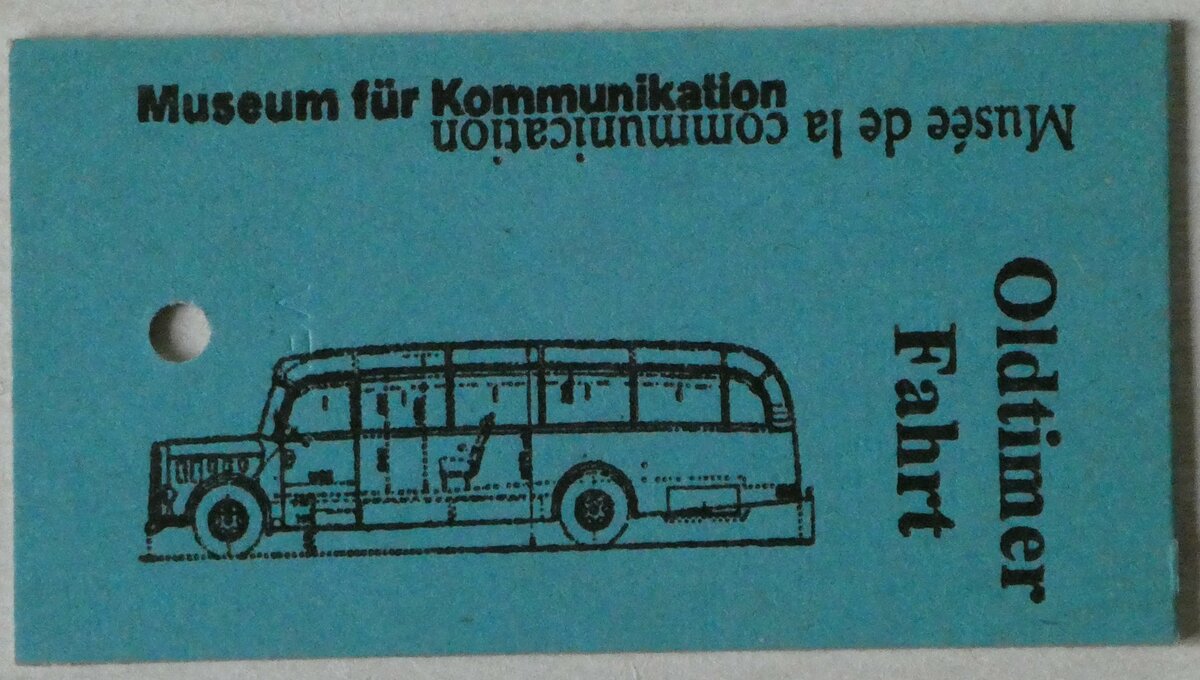 Museum für Kommunikation
Musée de la communication
Oldtimer
Fahrt